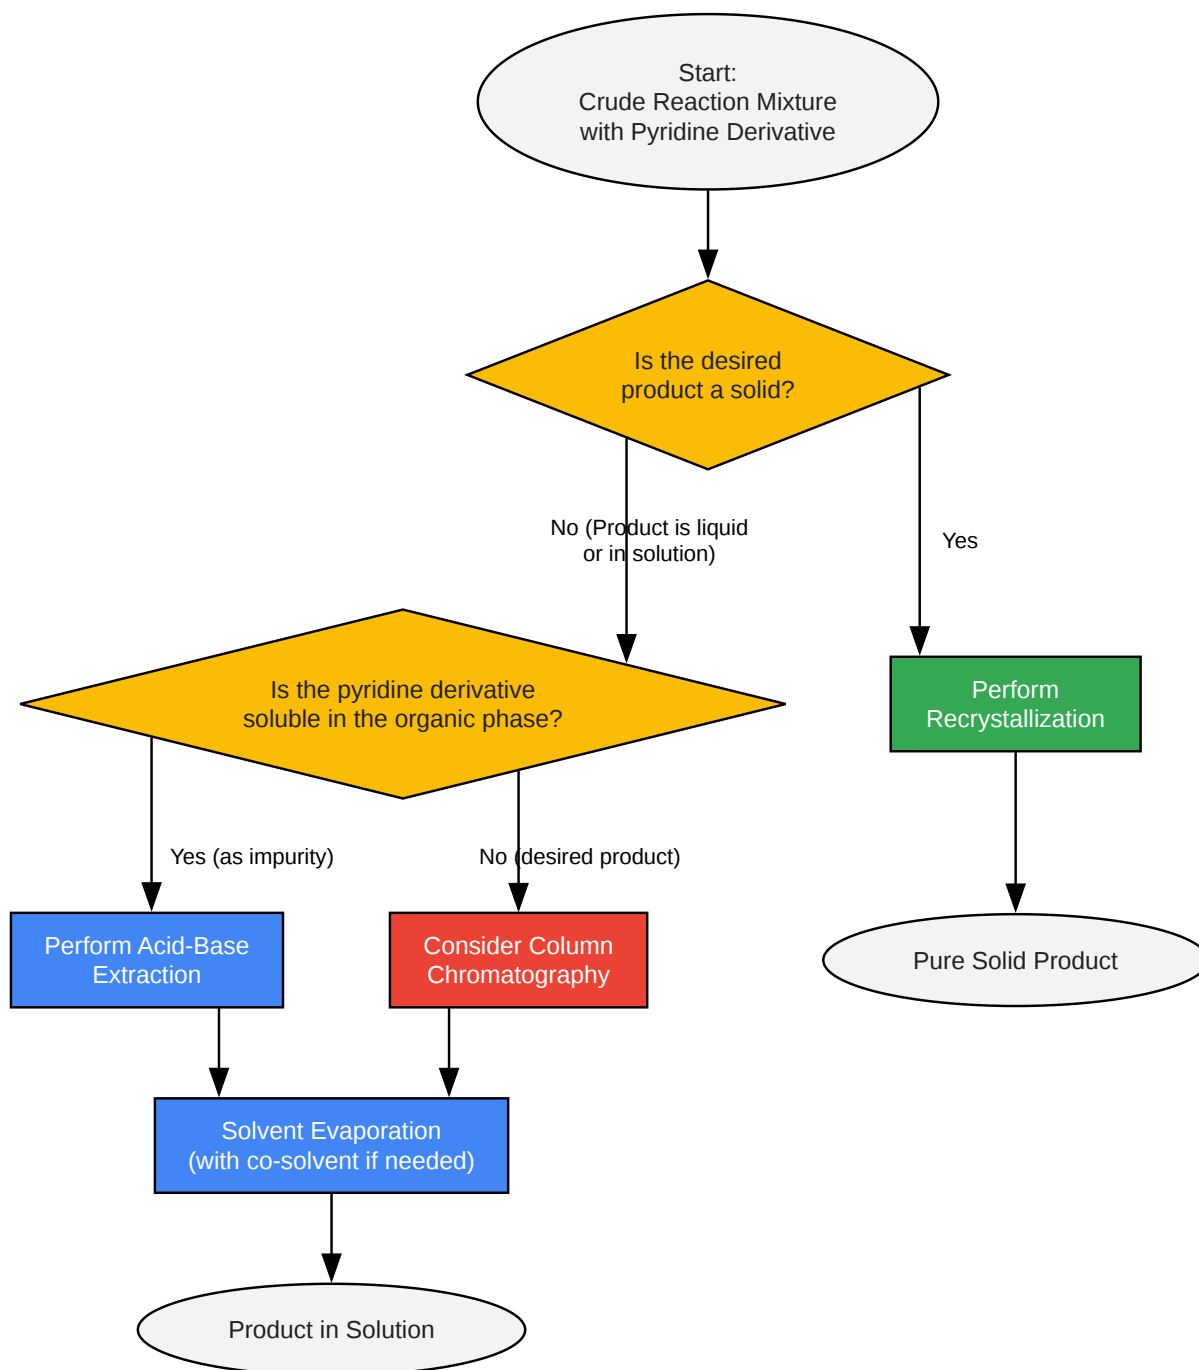 Start:
Crude Reaction Mixture
with Pyridine Derivative
Is the desired
product a solid?
No (Product is liquid
or in solution)
Yes
Is the pyridine derivative
soluble in the organic phase?
Perform
Recrystallization
Yes (as impurity)
No (desired product)
Perform Acid-Base
Extraction
Consider Column
Chromatography
Pure Solid Product
Solvent Evaporation
(with co-solvent if needed)
Product in Solution